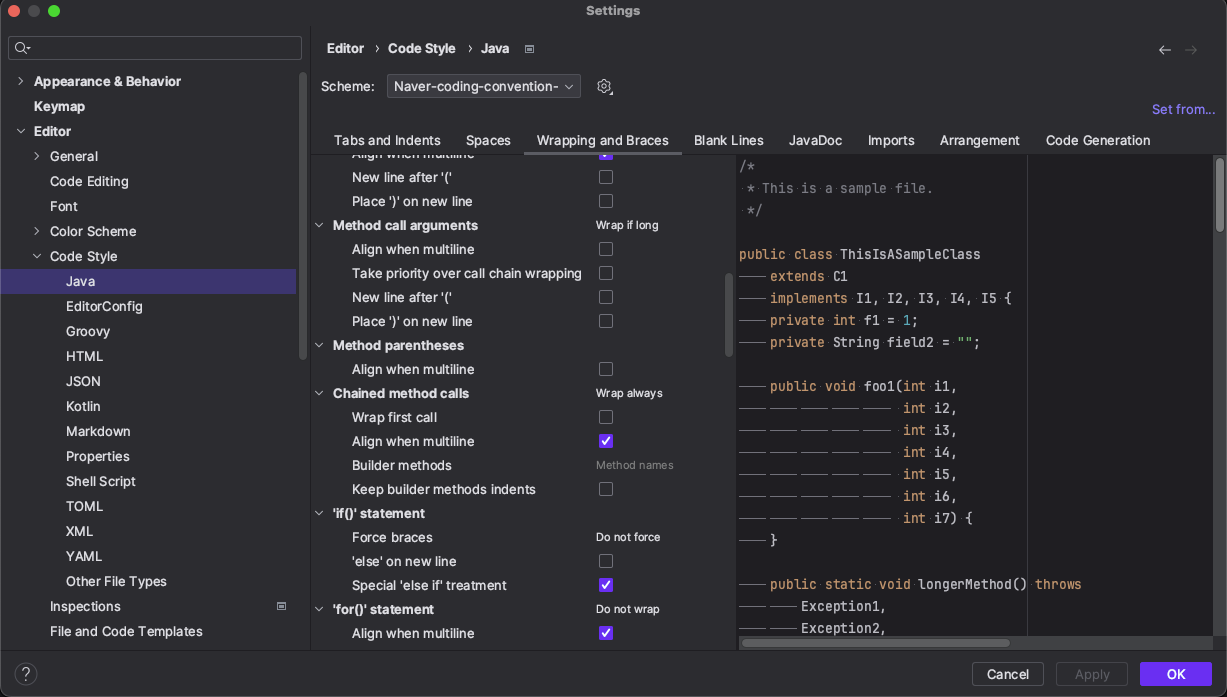 Settings
Editor › Code Style › Java
Scheme: Naver-coding-convention-
Set from...
Appearance & Behavior
Keymap
Editor
General
Code Editing
Font
Color Scheme
Code Style
Java
EditorConfig
Groovy
HTML
JSON
Kotlin
Markdown
Properties
Shell Script
TOML
XML
YAML
Other File Types
Inspections
File and Code Templates
Tabs and Indents Spaces Wrapping and Braces Blank Lines JavaDoc Imports Arrangement Code Generation
Align when multiline
New line after '('
Place ')' on new line
Method call arguments Wrap if long
Align when multiline
Take priority over call chain wrapping
New line after '('
Place ')' on new line
Method parentheses
Align when multiline
Chained method calls Wrap always
Wrap first call
Align when multiline
Builder methods Method names
Keep builder methods indents
'if()' statement
Force braces Do not force
'else' on new line
Special 'else if' treatment
'for()' statement Do not wrap
Align when multiline
/*
* This is a sample file.
*/
public class ThisIsASampleClass
extends C1
implements I1, I2, I3, I4, I5 {
private int f1 = 1;
private String field2 = "";
public void foo1(int i1,
int i2,
int i3,
int i4,
int i5,
int i6,
int i7) {
}
public static void longerMethod() throws
Exception1,
Exception2,
?
Cancel Apply OK